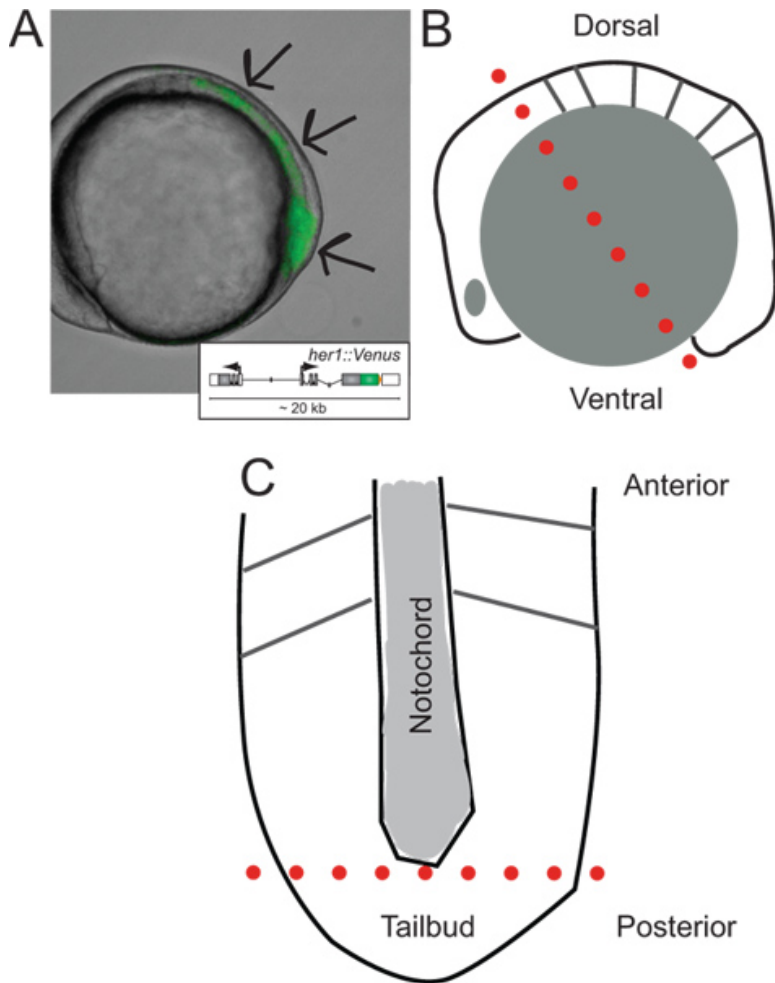 A
her1::Venus
~ 20 kb
B
Dorsal
Ventral
C
Anterior
Notochord
Tailbud
Posterior